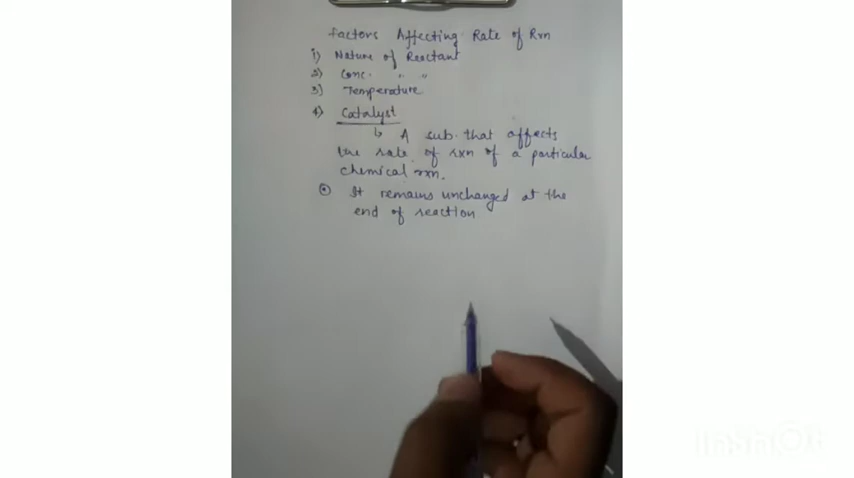 Factors Affecting Rate of Rxn
1) Nature of Reactant
2) Conc. " "
3) Temperature
4) Catalyst
↳ A sub. that affects
the rate of rxn of a particular
chemical rxn.
It remains unchanged at the
end of reaction